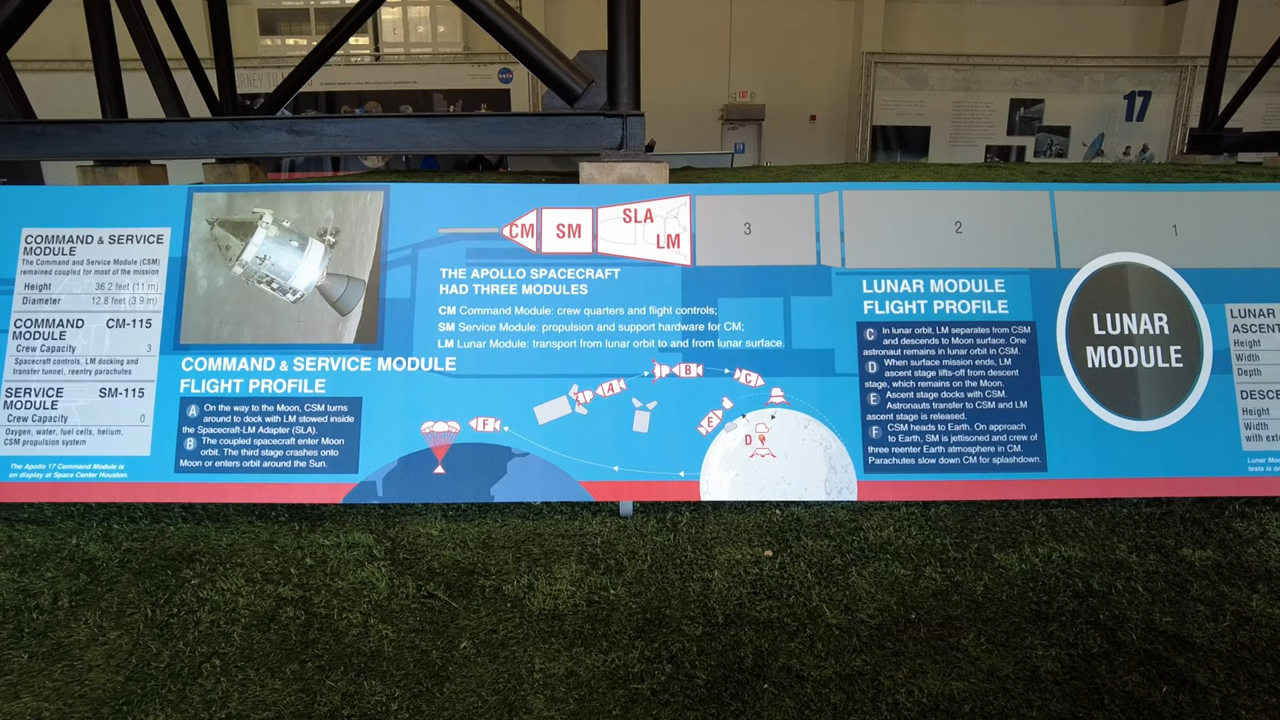 RNEY TO
NASA
EXIT
17
COMMAND & SERVICE
MODULE
The Command and Service Module (CSM)
remained coupled for most of the mission
Height 36.2 feet (11 m)
Diameter 12.8 feet (3.9 m)
COMMAND CM-115
MODULE
Crew Capacity 3
Spacecraft controls, LM docking and
transfer tunnel, reentry parachutes
SERVICE SM-115
MODULE
Crew Capacity 0
Oxygen, water, fuel cells, helium,
CSM propulsion system
The Apollo 17 Command Module is
on display at Space Center Houston.
COMMAND & SERVICE MODULE
FLIGHT PROFILE
A On the way to the Moon, CSM turns
around to dock with LM stowed inside
the Spacecraft-LM Adapter (SLA).
B The coupled spacecraft enter Moon
orbit. The third stage crashes onto
Moon or enters orbit around the Sun.
CM SM SLA LM 3 2 1
THE APOLLO SPACECRAFT
HAD THREE MODULES
CM Command Module: crew quarters and flight controls;
SM Service Module: propulsion and support hardware for CM;
LM Lunar Module: transport from lunar orbit to and from lunar surface.
A
B
C
D
E
F
LUNAR MODULE
FLIGHT PROFILE
C In lunar orbit, LM separates from CSM
and descends to Moon surface. One
astronaut remains in lunar orbit in CSM.
D When surface mission ends, LM
ascent stage lifts-off from descent
stage, which remains on the Moon.
E Ascent stage docks with CSM.
Astronauts transfer to CSM and LM
ascent stage is released.
F CSM heads to Earth. On approach
to Earth, SM is jettisoned and crew of
three reenter Earth atmosphere in CM.
Parachutes slow down CM for splashdown.
LUNAR
MODULE
LUNAR
ASCENT
Height
Width
Depth
DESCE
Height
Width
with ext
Lunar Mod
tests is o